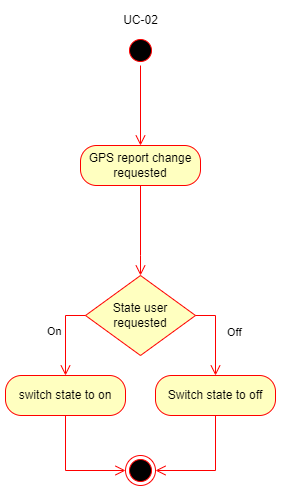 UC-02
GPS report change
requested
State user
requested
On
Off
switch state to on
Switch state to off